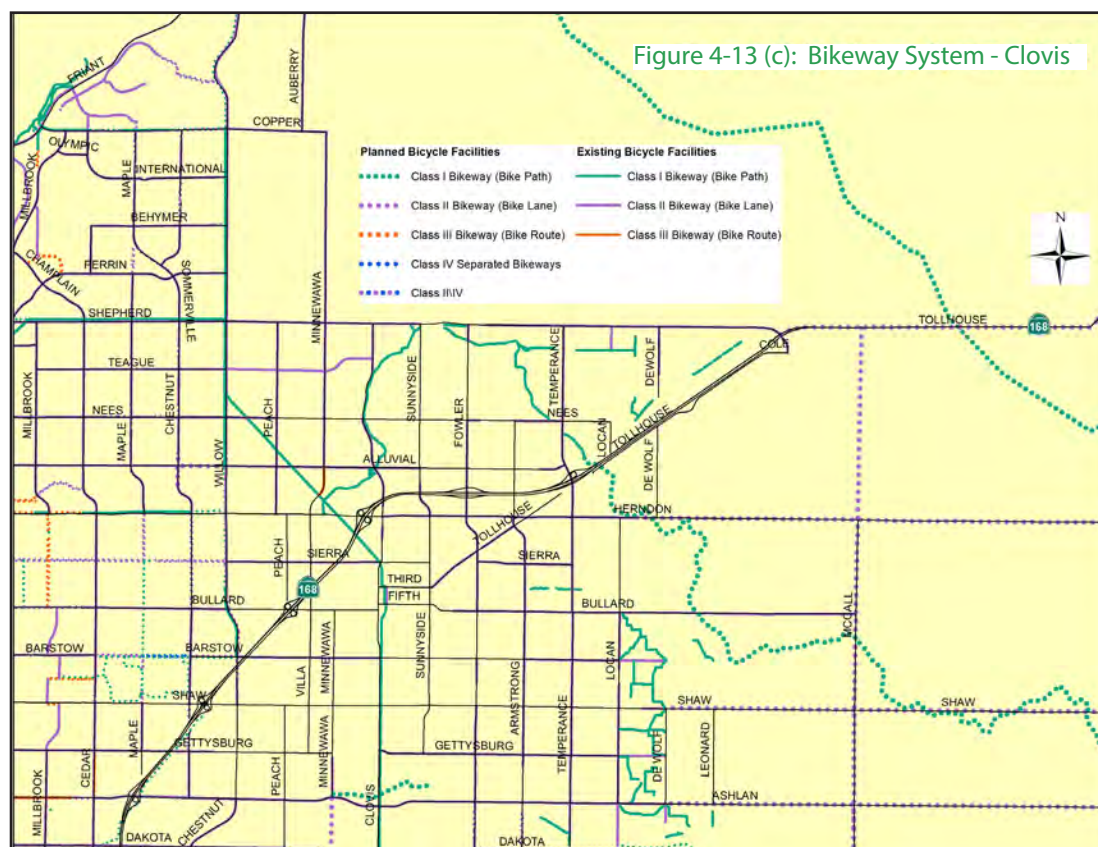 Figure 4-13 (c): Bikeway System - Clovis
FRIANT
AUBERRY
COPPER
OLYMPIC
MILLBROOK
MAPLE
INTERNATIONAL
BEHYMER
CHAMPLAIN
PERRIN
SOMMERVILLE
MINNEWAWA
SHEPHERD
Planned Bicycle Facilities
Class I Bikeway (Bike Path)
Class II Bikeway (Bike Lane)
Class III Bikeway (Bike Route)
Class IV Separated Bikeways
Class II\IV
Existing Bicycle Facilities
Class I Bikeway (Bike Path)
Class II Bikeway (Bike Lane)
Class III Bikeway (Bike Route)
N
TOLLHOUSE
168
COLE
TEAGUE
MILLBROOK
NEES
MAPLE
CHESTNUT
WILLOW
PEACH
SUNNYSIDE
FOWLER
TEMPERANCE
DEWOLF
NEES
LOCAN
TOLLHOUSE
DE WOLF
ALLUVIAL
HERNDON
TOLLHOUSE
PEACH
SIERRA
SIERRA
168
THIRD
FIFTH
BULLARD
BULLARD
MCCALL
BARSTOW
BARSTOW
VILLA
MINNEWAWA
SUNNYSIDE
ARMSTRONG
LOCAN
SHAW
SHAW
SHAW
GETTYSBURG
GETTYSBURG
MILLBROOK
CEDAR
MAPLE
CHESTNUT
PEACH
MINNEWAWA
CLOVIS
TEMPERANCE
DE WOLF
LEONARD
ASHLAN
DAKOTA
DAKOTA